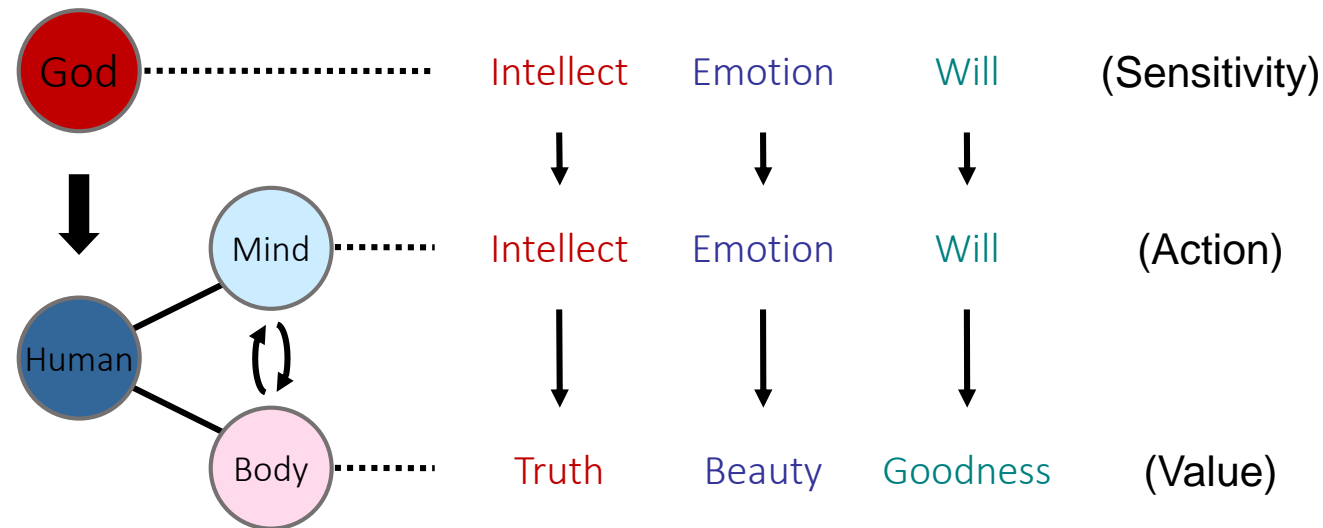 God Intellect Emotion Will (Sensitivity)
Mind Intellect Emotion Will (Action)
Human
Body Truth Beauty Goodness (Value)